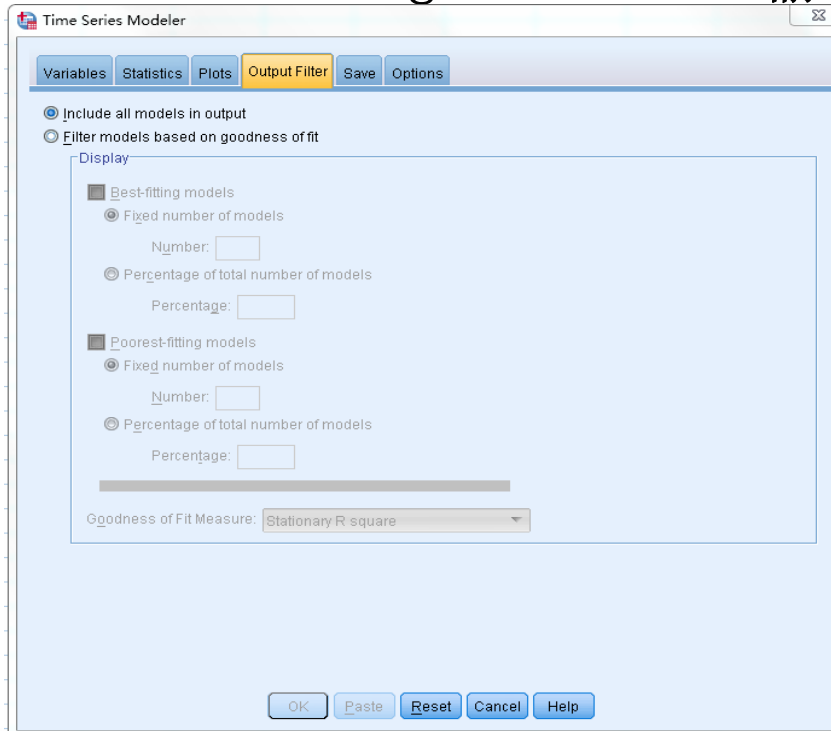 Time Series Modeler
Variables Statistics Plots Output Filter Save Options
Include all models in output
Filter models based on goodness of fit
Display
Best-fitting models
Fixed number of models
Number:
Percentage of total number of models
Percentage:
Poorest-fitting models
Fixed number of models
Number:
Percentage of total number of models
Percentage:
Goodness of Fit Measure: Stationary R square
OK Paste Reset Cancel Help